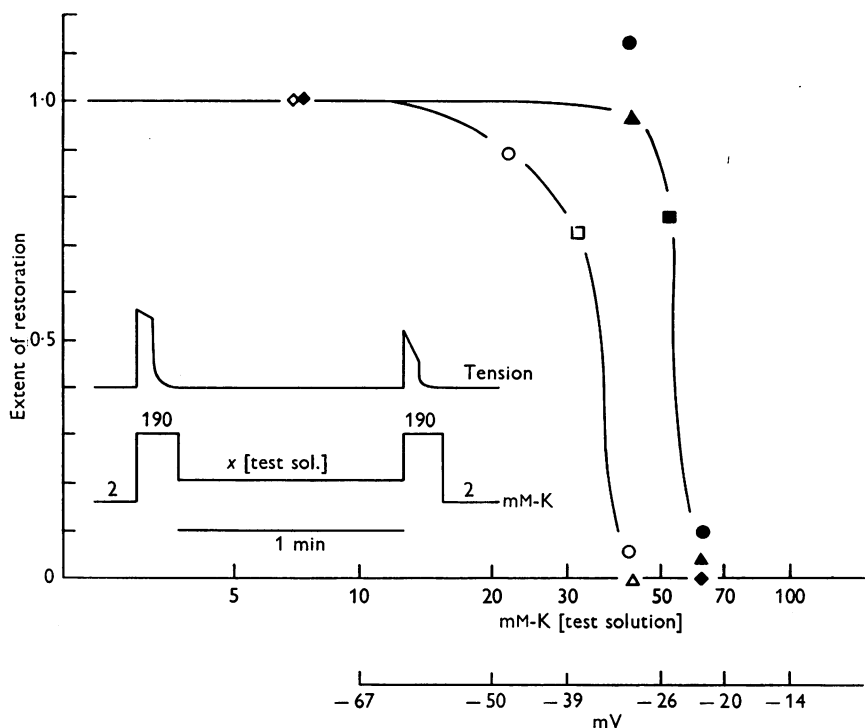 1·0
Extent of restoration
0·5
Tension
190
190
x [test sol.]
2
2
mM-K
1 min
0
5
10
20
30
50
70
100
mM-K [test solution]
−67
−50
−39
−26
−20
−14
mV